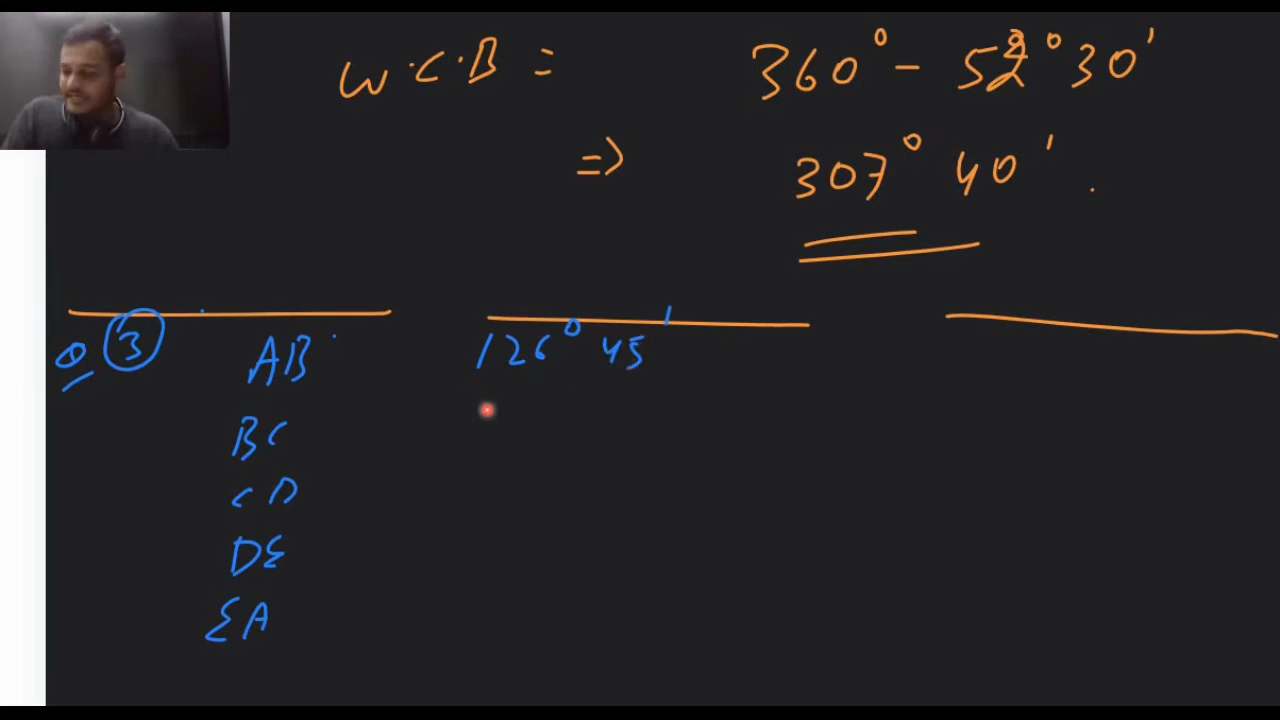 W.C.B = 360° - 52° 30'
=> 307° 40'.
Q 3 AB 126° 45'
BC
CD
DE
EA